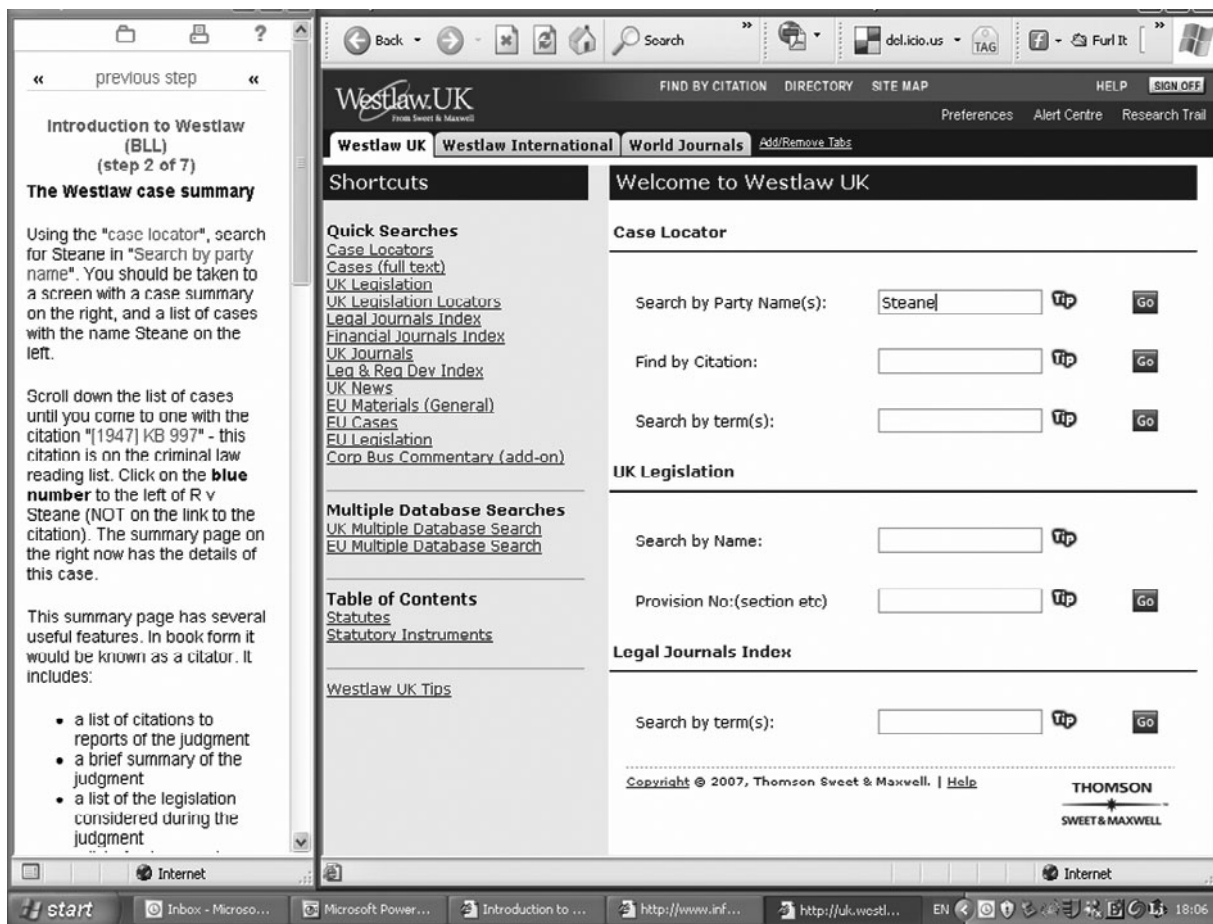 ?
« previous step «
Introduction to Westlaw
(BLL)
(step 2 of 7)
The Westlaw case summary
Using the "case locator", search
for Steane in "Search by party
name". You should be taken to
a screen with a case summary
on the right, and a list of cases
with the name Steane on the
left.
Scroll down the list of cases
until you come to one with the
citation "[1947] KB 997" - this
citation is on the criminal law
reading list. Click on the blue
number to the left of R v
Steane (NOT on the link to the
citation). The summary page on
the right now has the details of
this case.
This summary page has several
useful features. In book form it
would be known as a citator. It
includes:
• a list of citations to
reports of the judgment
• a brief summary of the
judgment
• a list of the legislation
considered during the
judgment
Internet
Back Search » del.icio.us TAG Furl It »
Westlaw.UK
From Sweet & Maxwell
FIND BY CITATION DIRECTORY SITE MAP HELP SIGN OFF
Preferences Alert Centre Research Trail
Westlaw UK Westlaw International World Journals Add/Remove Tabs
Shortcuts
Quick Searches
Case Locators
Cases (full text)
UK Legislation
UK Legislation Locators
Legal Journals Index
Financial Journals Index
UK Journals
Leg & Reg Dev Index
UK News
EU Materials (General)
EU Cases
EU Legislation
Corp Bus Commentary (add-on)
Multiple Database Searches
UK Multiple Database Search
EU Multiple Database Search
Table of Contents
Statutes
Statutory Instruments
Westlaw UK Tips
Welcome to Westlaw UK
Case Locator
Search by Party Name(s): Steane Tip Go
Find by Citation: Tip Go
Search by term(s): Tip Go
UK Legislation
Search by Name: Tip
Provision No:(section etc) Tip Go
Legal Journals Index
Search by term(s): Tip Go
Copyright © 2007, Thomson Sweet & Maxwell. | Help
THOMSON
SWEET & MAXWELL
Internet
start Inbox - Microso... Microsoft Power... Introduction to ... http://www.inf... http://uk.westl... EN 18:06